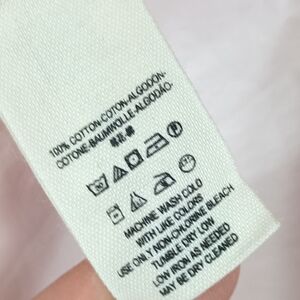 100% COTTON-COTON-ALGODÓN-
COTONE-BAUMWOLLE-ALGODÃO-
MACHINE WASH COLD
WITH LIKE COLORS
USE ONLY NON-CHLORINE BLEACH
TUMBLE DRY LOW
LOW IRON AS NEEDED
MAY BE DRY CLEANED